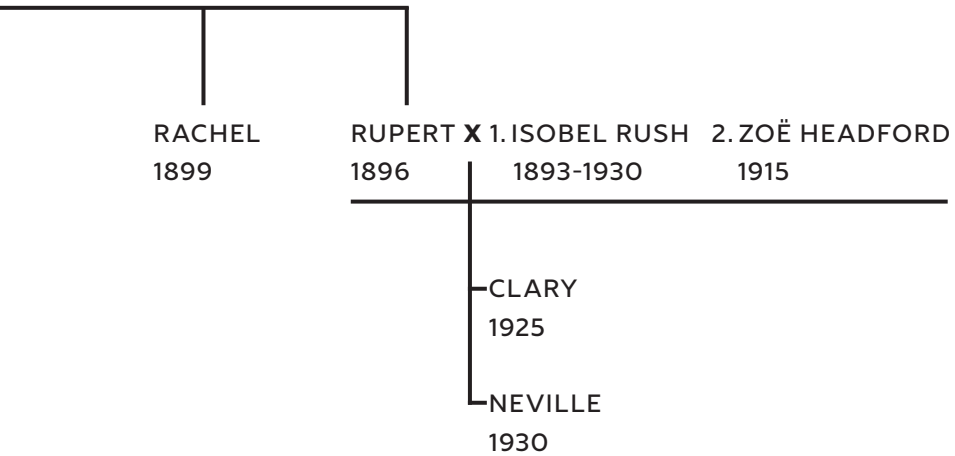 RACHEL RUPERT X 1. ISOBEL RUSH 2. ZOË HEADFORD
1899 1896 1893-1930 1915
CLARY
1925
NEVILLE
1930